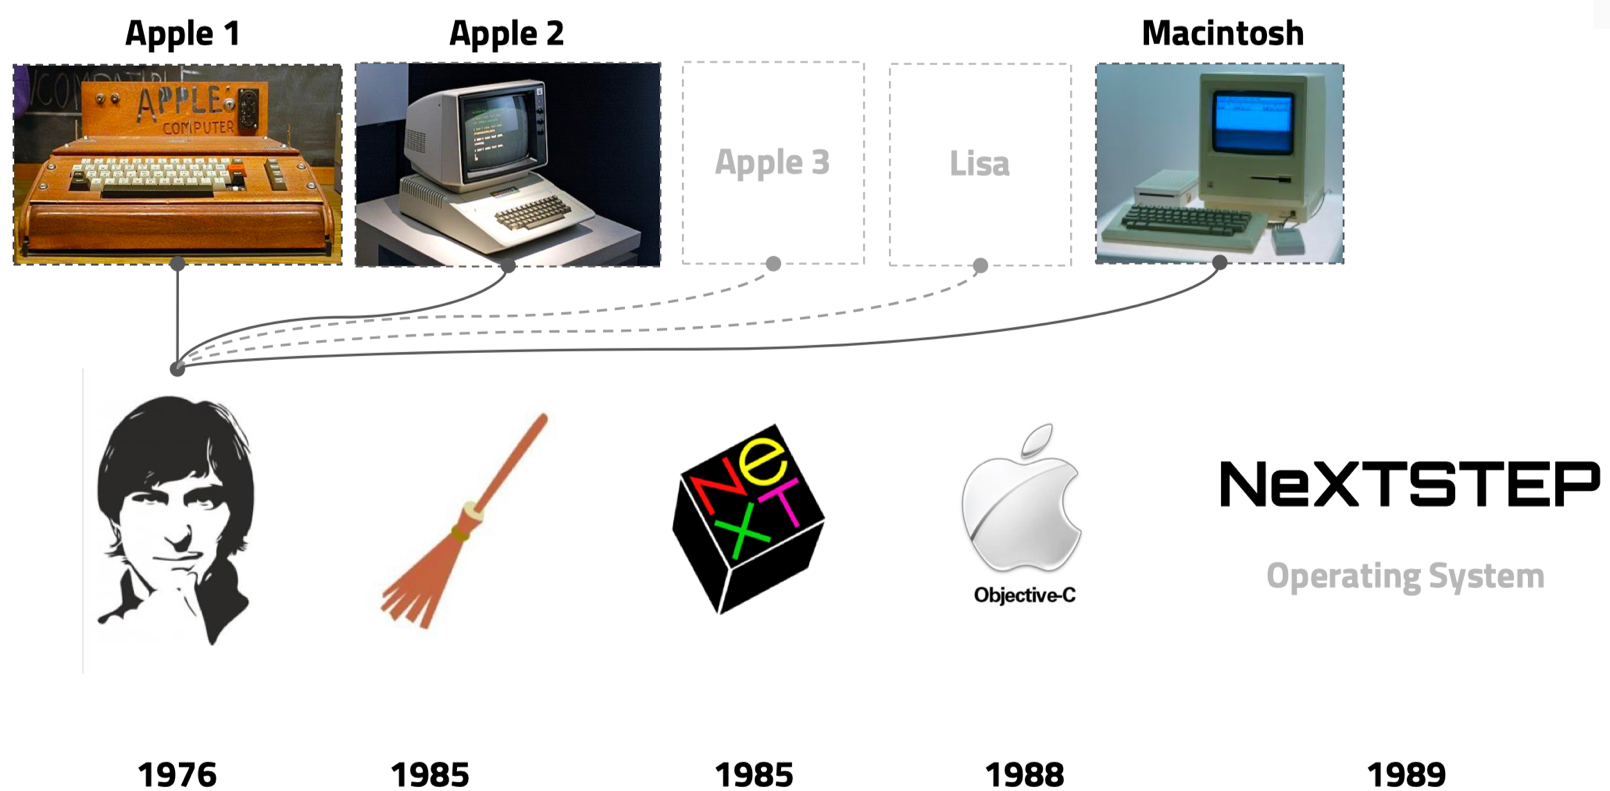 Apple 1
Apple 2
Macintosh
APPLE
COMPUTER
Apple 3
Lisa
NeXT
Objective-C
NeXTSTEP
Operating System
1976
1985
1985
1988
1989